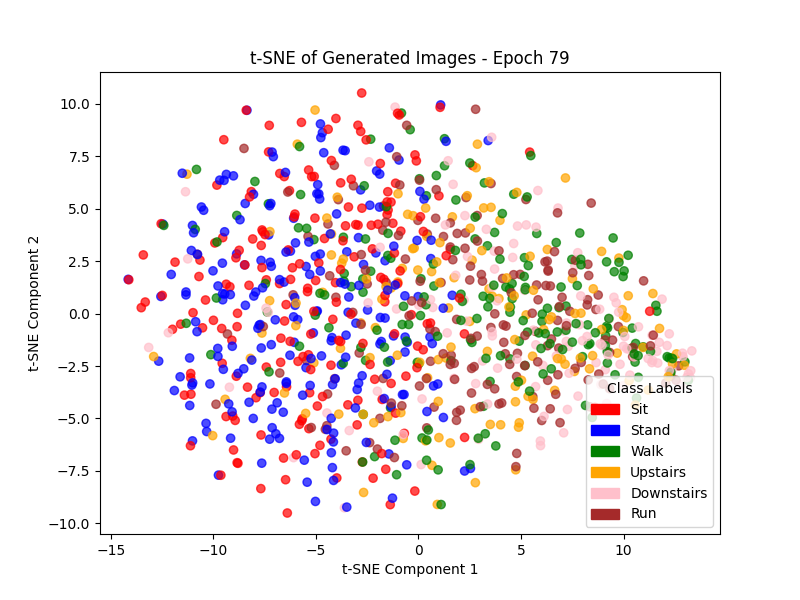 t-SNE of Generated Images - Epoch 79
t-SNE Component 2
10.0
7.5
5.0
2.5
0.0
−2.5
−5.0
−7.5
−10.0
−15
−10
−5
0
5
10
t-SNE Component 1
Class Labels
Sit
Stand
Walk
Upstairs
Downstairs
Run